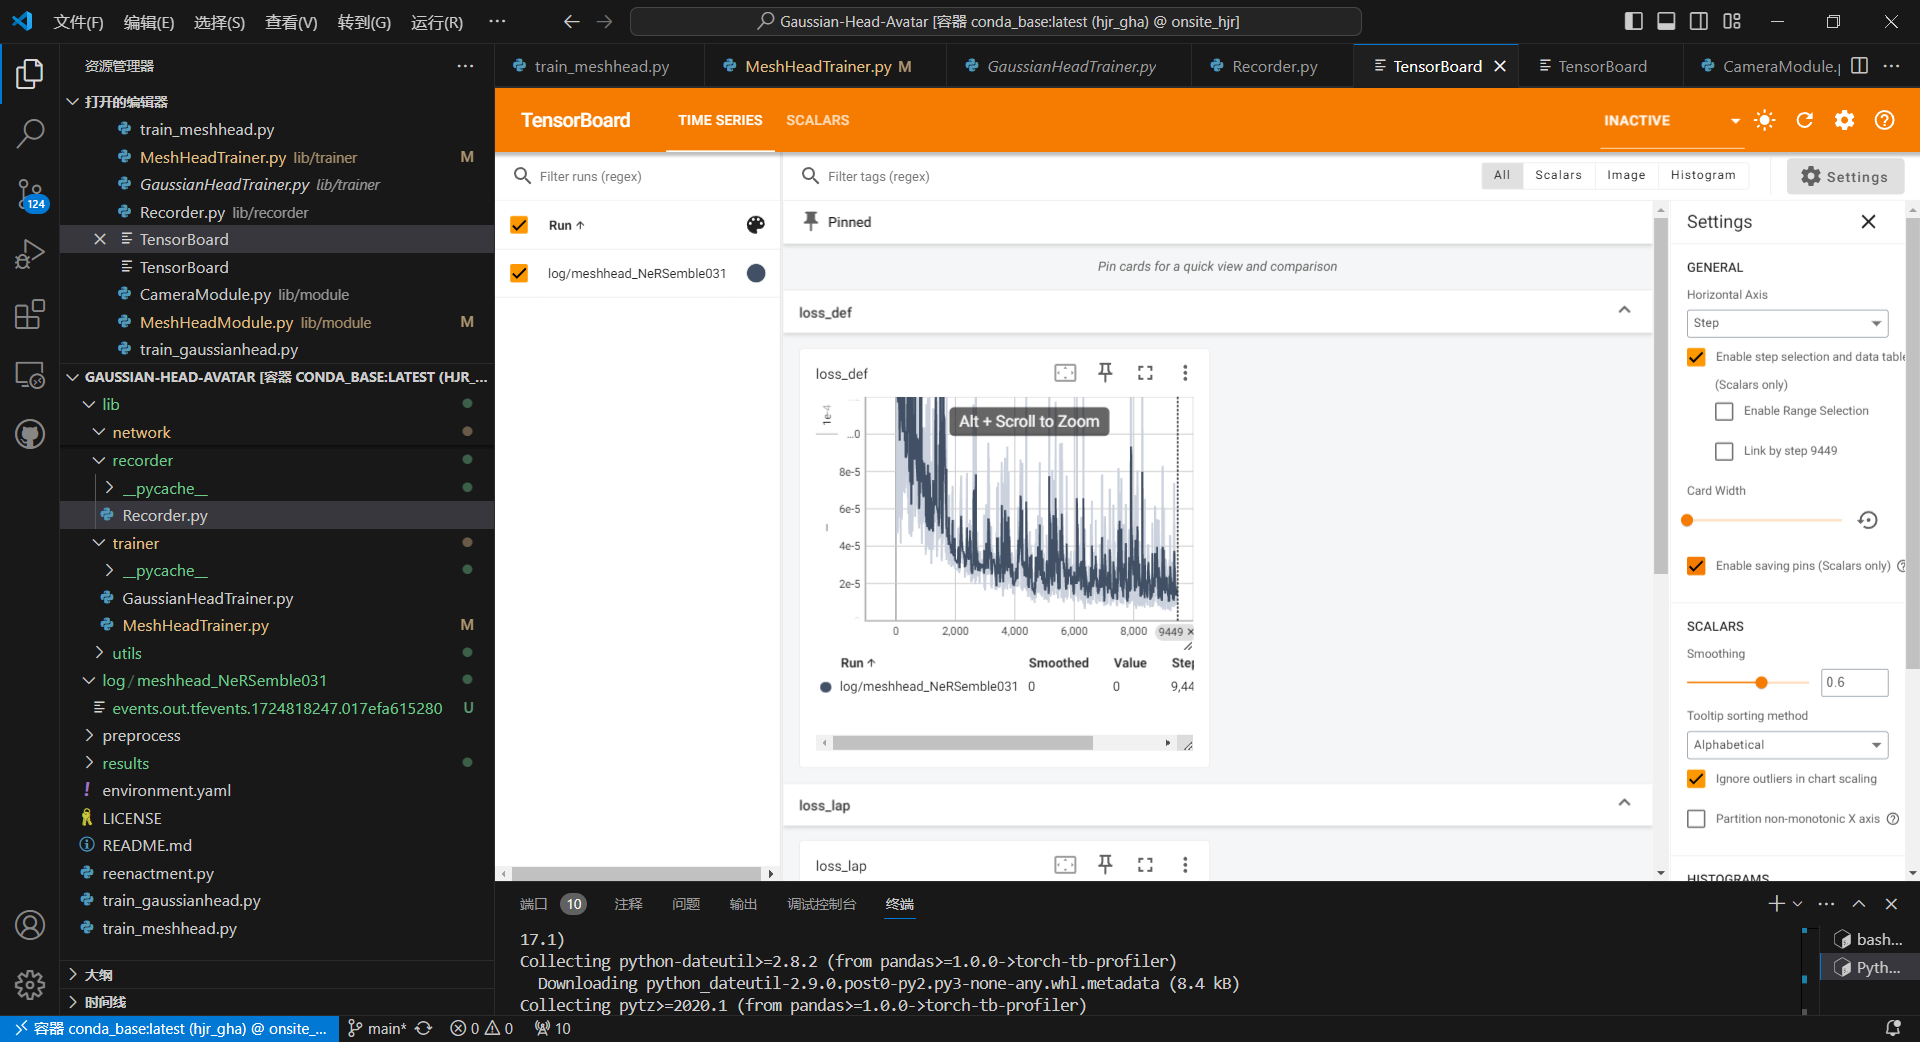 文件(F) 编辑(E) 选择(S) 查看(V) 转到(G) 运行(R) ···
Gaussian-Head-Avatar [容器 conda_base:latest (hjr_gha) @ onsite_hjr]
资源管理器
打开的编辑器
train_meshhead.py
MeshHeadTrainer.py lib/trainer M
GaussianHeadTrainer.py lib/trainer
Recorder.py lib/recorder
TensorBoard
TensorBoard
CameraModule.py lib/module
MeshHeadModule.py lib/module M
train_gaussianhead.py
GAUSSIAN-HEAD-AVATAR [容器 CONDA_BASE:LATEST (HJR_...
lib
network
recorder
__pycache__
Recorder.py
trainer
__pycache__
GaussianHeadTrainer.py
MeshHeadTrainer.py M
utils
log / meshhead_NeRSemble031
events.out.tfevents.1724818247.017efa615280 U
preprocess
results
environment.yaml
LICENSE
README.md
reenactment.py
train_gaussianhead.py
train_meshhead.py
大纲
时间线
124
train_meshhead.py MeshHeadTrainer.py M GaussianHeadTrainer.py Recorder.py TensorBoard TensorBoard CameraModule.p
TensorBoard TIME SERIES SCALARS INACTIVE
Filter runs (regex)
Run
log/meshhead_NeRSemble031
Filter tags (regex)
All Scalars Image Histogram Settings
Pinned
Pin cards for a quick view and comparison
loss_def
loss_def
Alt + Scroll to Zoom
1e-4
...0
8e-5
6e-5
4e-5
2e-5
0 2,000 4,000 6,000 8,000 9449
Run Smoothed Value Step
log/meshhead_NeRSemble031 0 0 9,44
loss_lap
loss_lap
Settings
GENERAL
Horizontal Axis
Step
Enable step selection and data table
(Scalars only)
Enable Range Selection
Link by step 9449
Card Width
Enable saving pins (Scalars only)
SCALARS
Smoothing
0.6
Tooltip sorting method
Alphabetical
Ignore outliers in chart scaling
Partition non-monotonic X axis
HISTOGRAMS
端口 10 注释 问题 输出 调试控制台 终端
17.1)
Collecting python-dateutil>=2.8.2 (from pandas>=1.0.0->torch-tb-profiler)
Downloading python_dateutil-2.9.0.post0-py2.py3-none-any.whl.metadata (8.4 kB)
Collecting pytz>=2020.1 (from pandas>=1.0.0->torch-tb-profiler)
bash...
Pyth...
容器 conda_base:latest (hjr_gha) @ onsite_... main* 0 0 10